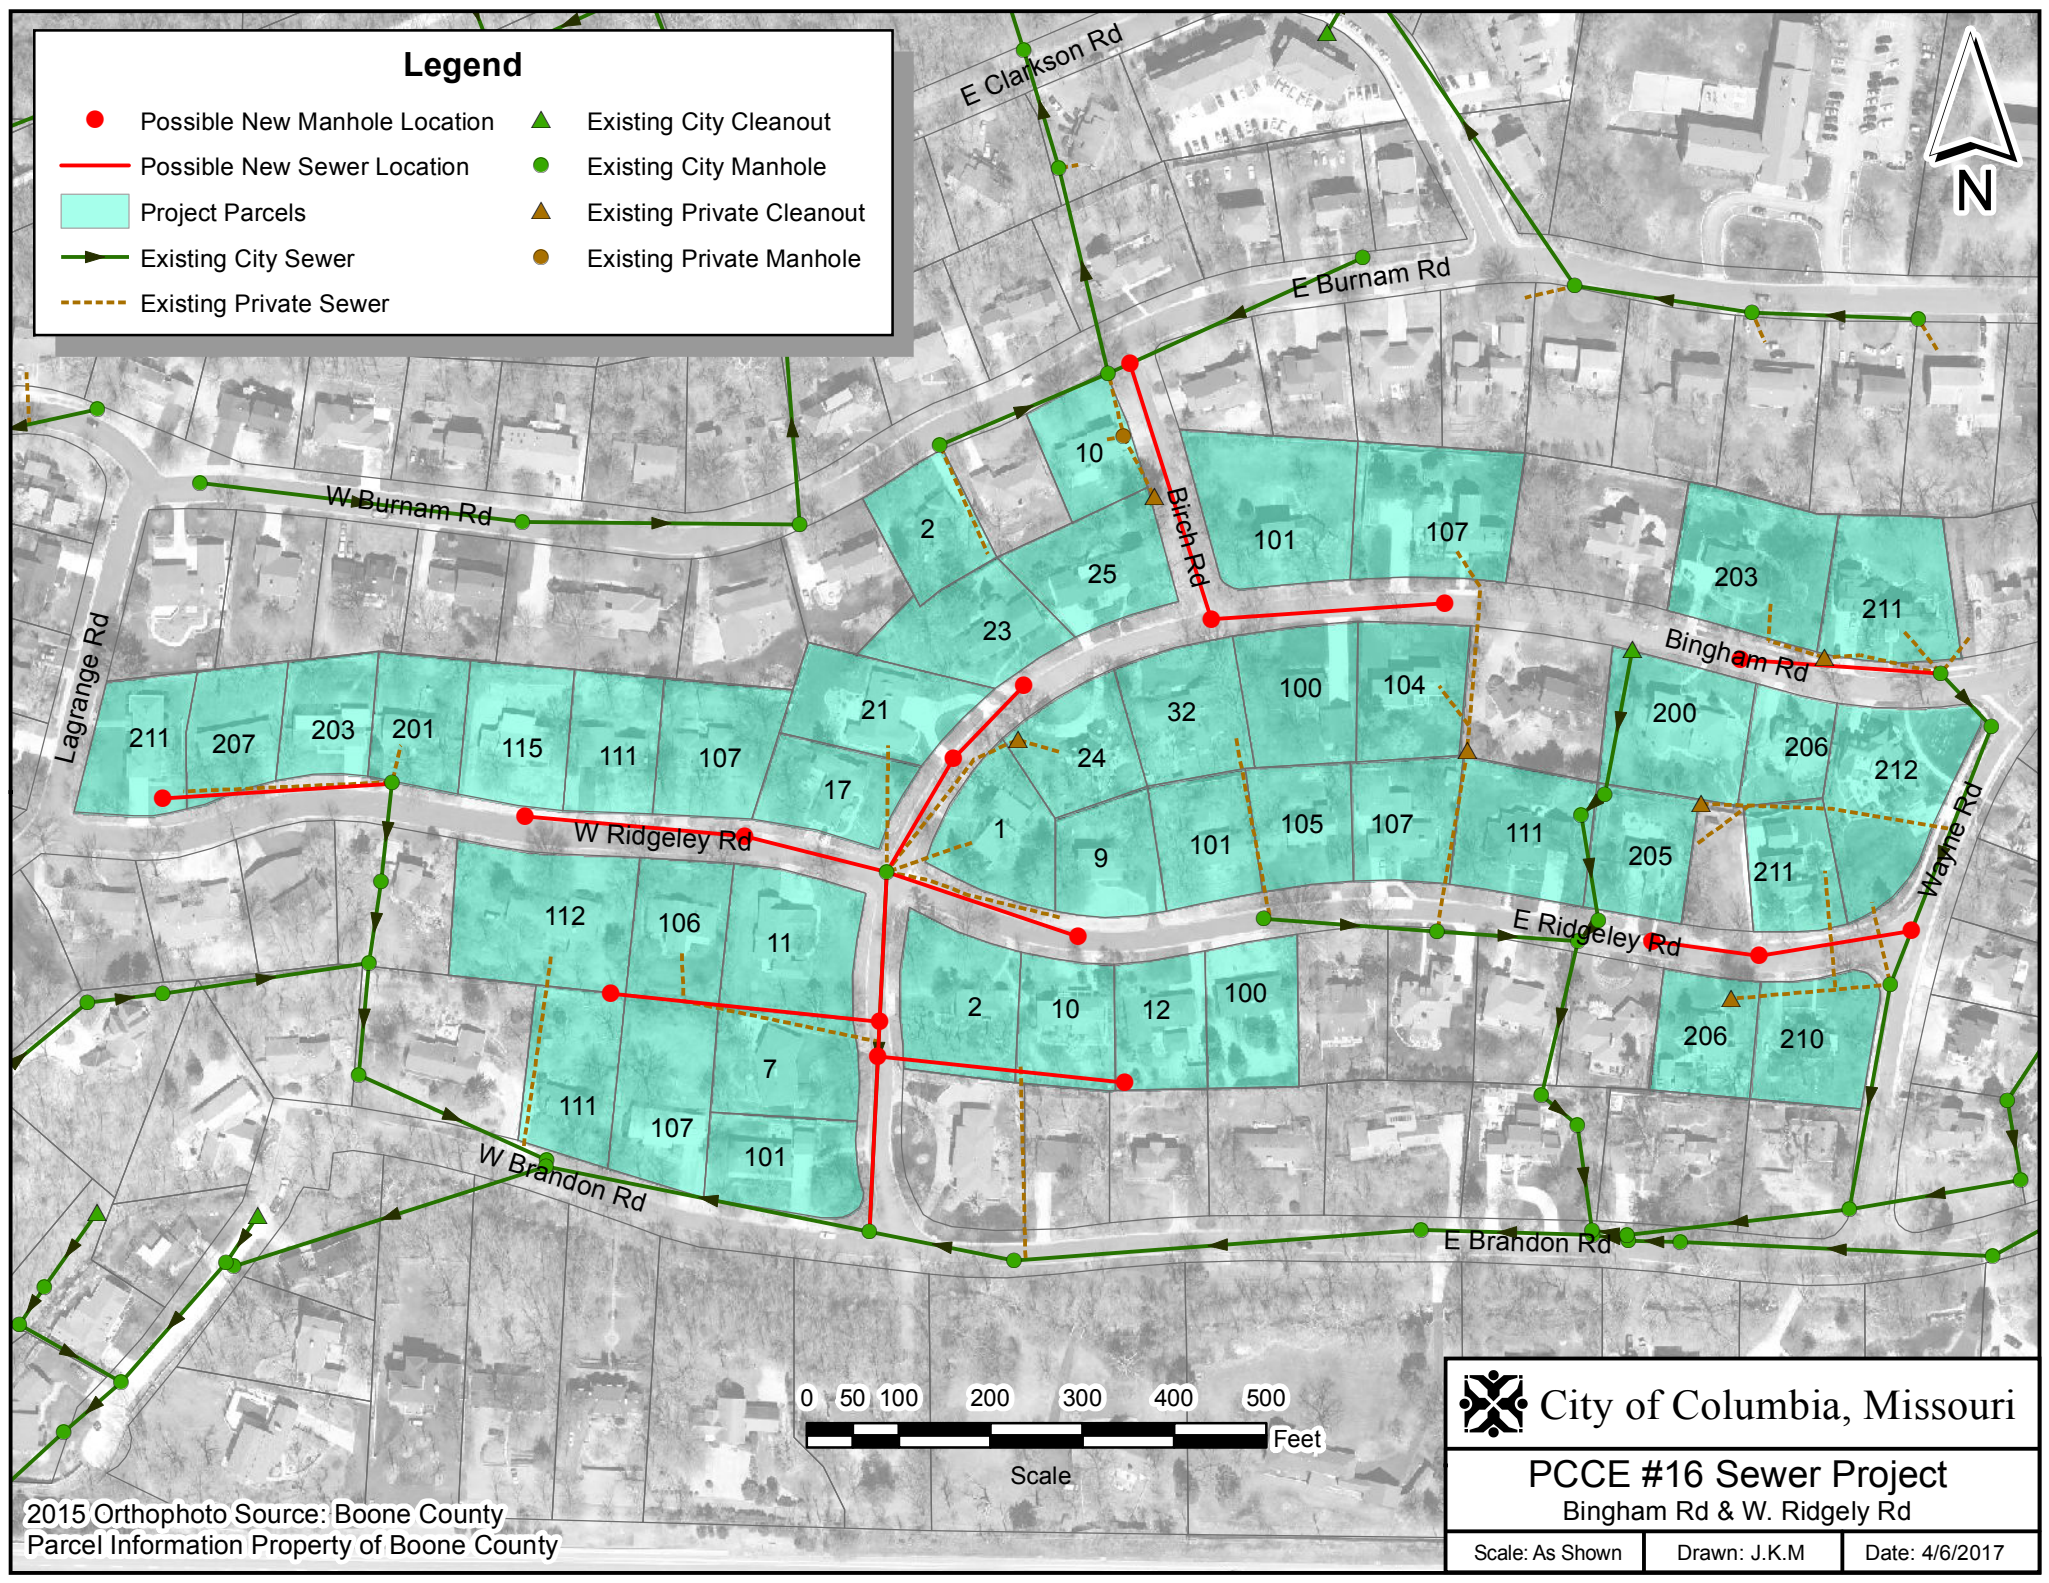 Legend
Possible New Manhole Location
Possible New Sewer Location
Project Parcels
Existing City Sewer
Existing Private Sewer
Existing City Cleanout
Existing City Manhole
Existing Private Cleanout
Existing Private Manhole
N
E Clarkson Rd
E Burnam Rd
W Burnam Rd
Birch Rd
Lagrange Rd
Bingham Rd
Wayne Rd
W Ridgeley Rd
E Ridgeley Rd
W Brandon Rd
E Brandon Rd
10
2
101
107
25
203
23
211
211
207
203
201
115
111
107
21
17
24
32
100
104
200
206
212
1
9
101
105
107
111
205
211
112
106
11
2
10
12
100
206
210
111
107
7
101
0 50 100 200 300 400 500
Feet
Scale
2015 Orthophoto Source: Boone County
Parcel Information Property of Boone County
City of Columbia, Missouri
PCCE #16 Sewer Project
Bingham Rd & W. Ridgely Rd
Scale: As Shown
Drawn: J.K.M
Date: 4/6/2017